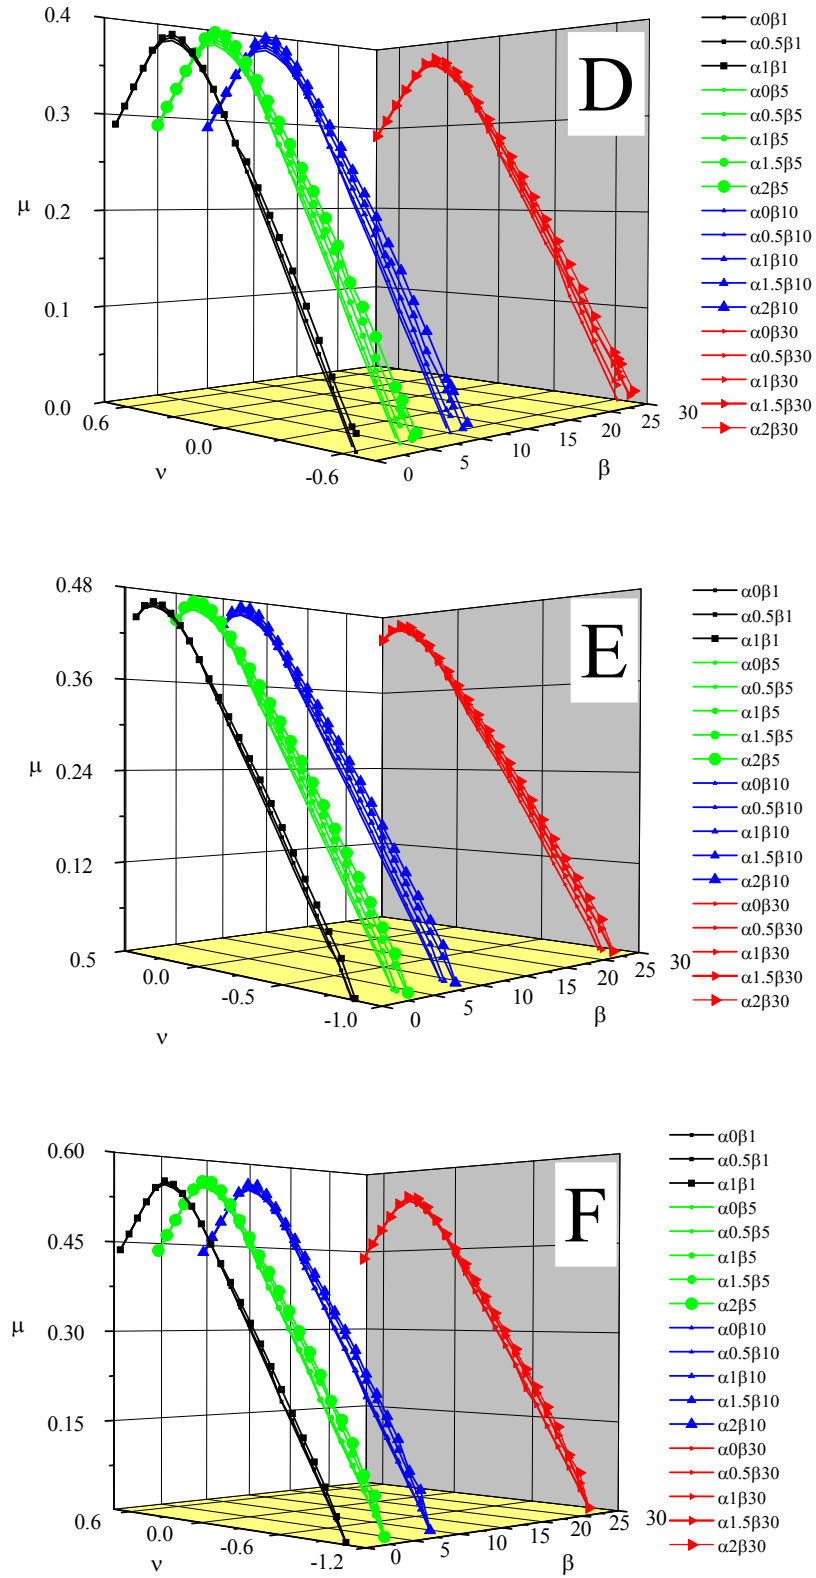 0.4
0.3
0.2
0.1
0.0
μ
0.6
0.0
-0.6
ν
0
5
10
15
20
25
30
β
D
α0β1
α0.5β1
α1β1
α0β5
α0.5β5
α1β5
α1.5β5
α2β5
α0β10
α0.5β10
α1β10
α1.5β10
α2β10
α0β30
α0.5β30
α1β30
α1.5β30
α2β30
0.48
0.36
0.24
0.12
μ
0.5
0.0
-0.5
-1.0
ν
0
5
10
15
20
25
30
β
E
α0β1
α0.5β1
α1β1
α0β5
α0.5β5
α1β5
α1.5β5
α2β5
α0β10
α0.5β10
α1β10
α1.5β10
α2β10
α0β30
α0.5β30
α1β30
α1.5β30
α2β30
0.60
0.45
0.30
0.15
μ
0.6
0.0
-0.6
-1.2
ν
0
5
10
15
20
25
30
β
F
α0β1
α0.5β1
α1β1
α0β5
α0.5β5
α1β5
α1.5β5
α2β5
α0β10
α0.5β10
α1β10
α1.5β10
α2β10
α0β30
α0.5β30
α1β30
α1.5β30
α2β30